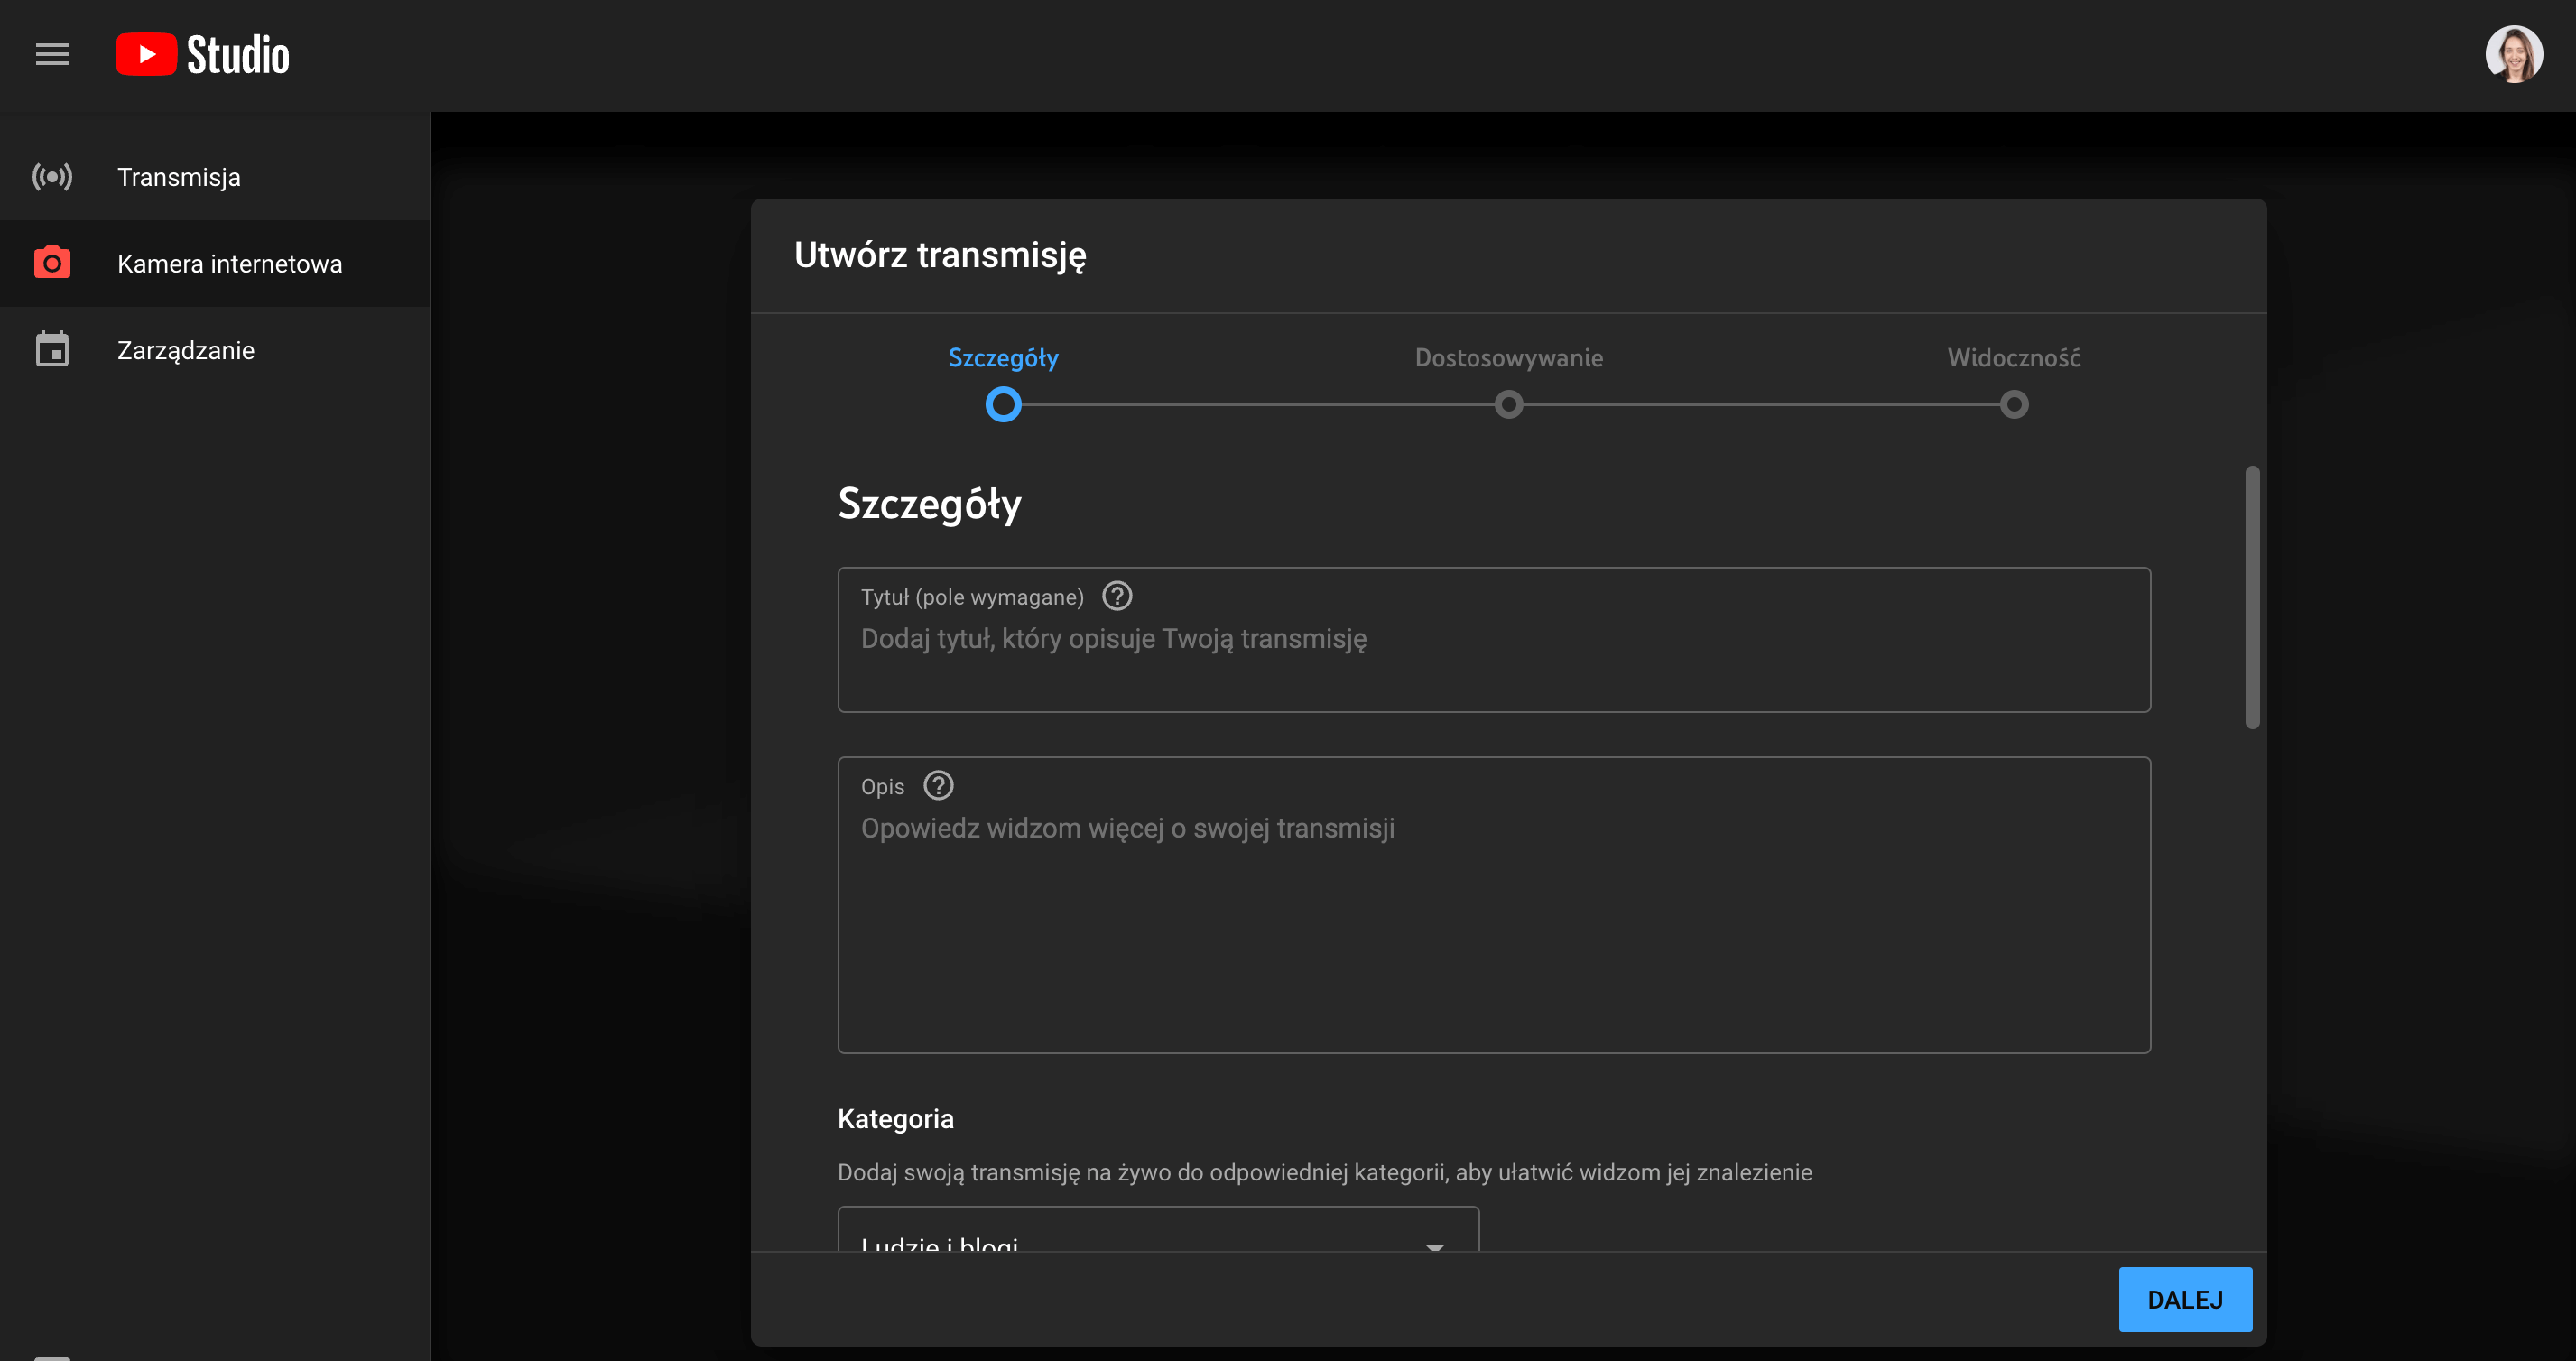 Studio
Transmisja
Kamera internetowa
Zarządzanie
Utwórz transmisję
Szczegóły
Dostosowywanie
Widoczność
Szczegóły
Tytuł (pole wymagane)
Dodaj tytuł, który opisuje Twoją transmisję
Opis
Opowiedz widzom więcej o swojej transmisji
Kategoria
Dodaj swoją transmisję na żywo do odpowiedniej kategorii, aby ułatwić widzom jej znalezienie
Ludzie i blogi
DALEJ